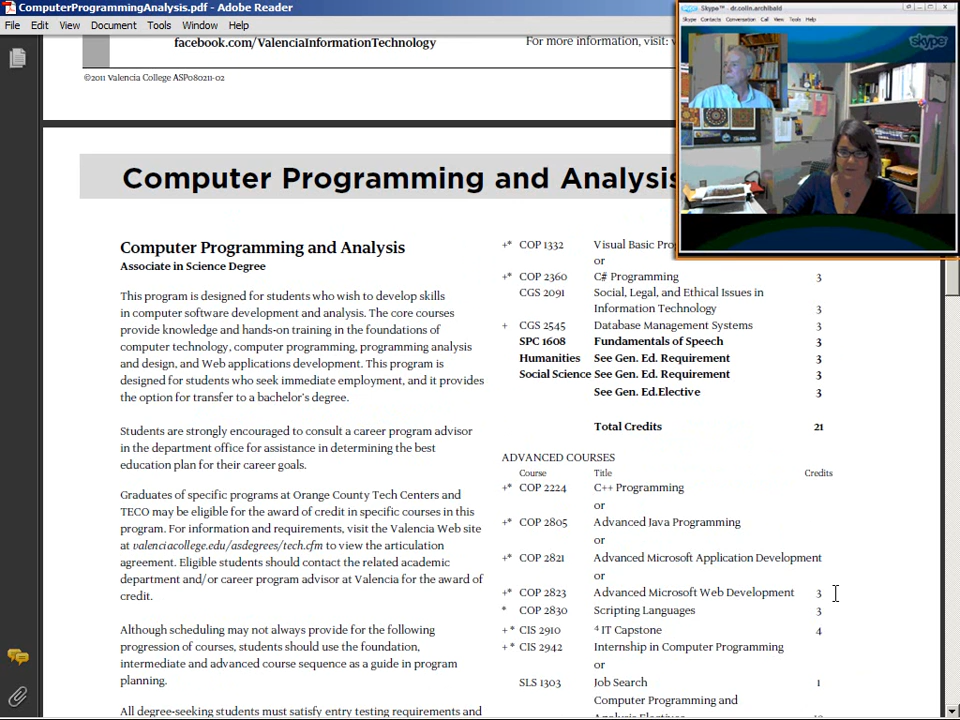 ComputerProgrammingAnalysis.pdf - Adobe Reader
File Edit View Document Tools Window Help
Skype™ dr.colin.archibald
Skype Contacts Conversation Call View Tools Help
skype
facebook.com/ValenciaInformationTechnology
For more information, visit:
©2011 Valencia College ASP080211-02
Computer Programming and Analysis
Computer Programming and Analysis
Associate in Science Degree
This program is designed for students who wish to develop skills
in computer software development and analysis. The core courses
provide knowledge and hands-on training in the foundations of
computer technology, computer programming, programming analysis
and design, and Web applications development. This program is
designed for students who seek immediate employment, and it provides
the option for transfer to a bachelor's degree.
Students are strongly encouraged to consult a career program advisor
in the department office for assistance in determining the best
education plan for their career goals.
Graduates of specific programs at Orange County Tech Centers and
TECO may be eligible for the award of credit in specific courses in this
program. For information and requirements, visit the Valencia Web site
at valenciacollege.edu/asdegrees/tech.cfm to view the articulation
agreement. Eligible students should contact the related academic
department and/or career program advisor at Valencia for the award of
credit.
Although scheduling may not always provide for the following
progression of courses, students should use the foundation,
intermediate and advanced course sequence as a guide in program
planning.
All degree-seeking students must satisfy entry testing requirements and
+* COP 1332 Visual Basic
or
+* COP 2360 C# Programming 3
CGS 2091 Social, Legal, and Ethical Issues in
Information Technology 3
+ CGS 2545 Database Management Systems 3
SPC 1608 Fundamentals of Speech 3
Humanities See Gen. Ed. Requirement 3
Social Science See Gen. Ed. Requirement 3
See Gen. Ed.Elective 3
Total Credits 21
ADVANCED COURSES
Course Title Credits
+* COP 2224 C++ Programming
or
+* COP 2805 Advanced Java Programming
or
+* COP 2821 Advanced Microsoft Application Development
or
+* COP 2823 Advanced Microsoft Web Development 3
* COP 2830 Scripting Languages 3
+* CIS 2910 ⁴ IT Capstone 4
+* CIS 2942 Internship in Computer Programming
or
SLS 1303 Job Search 1
Computer Programming and
Analysis Electives